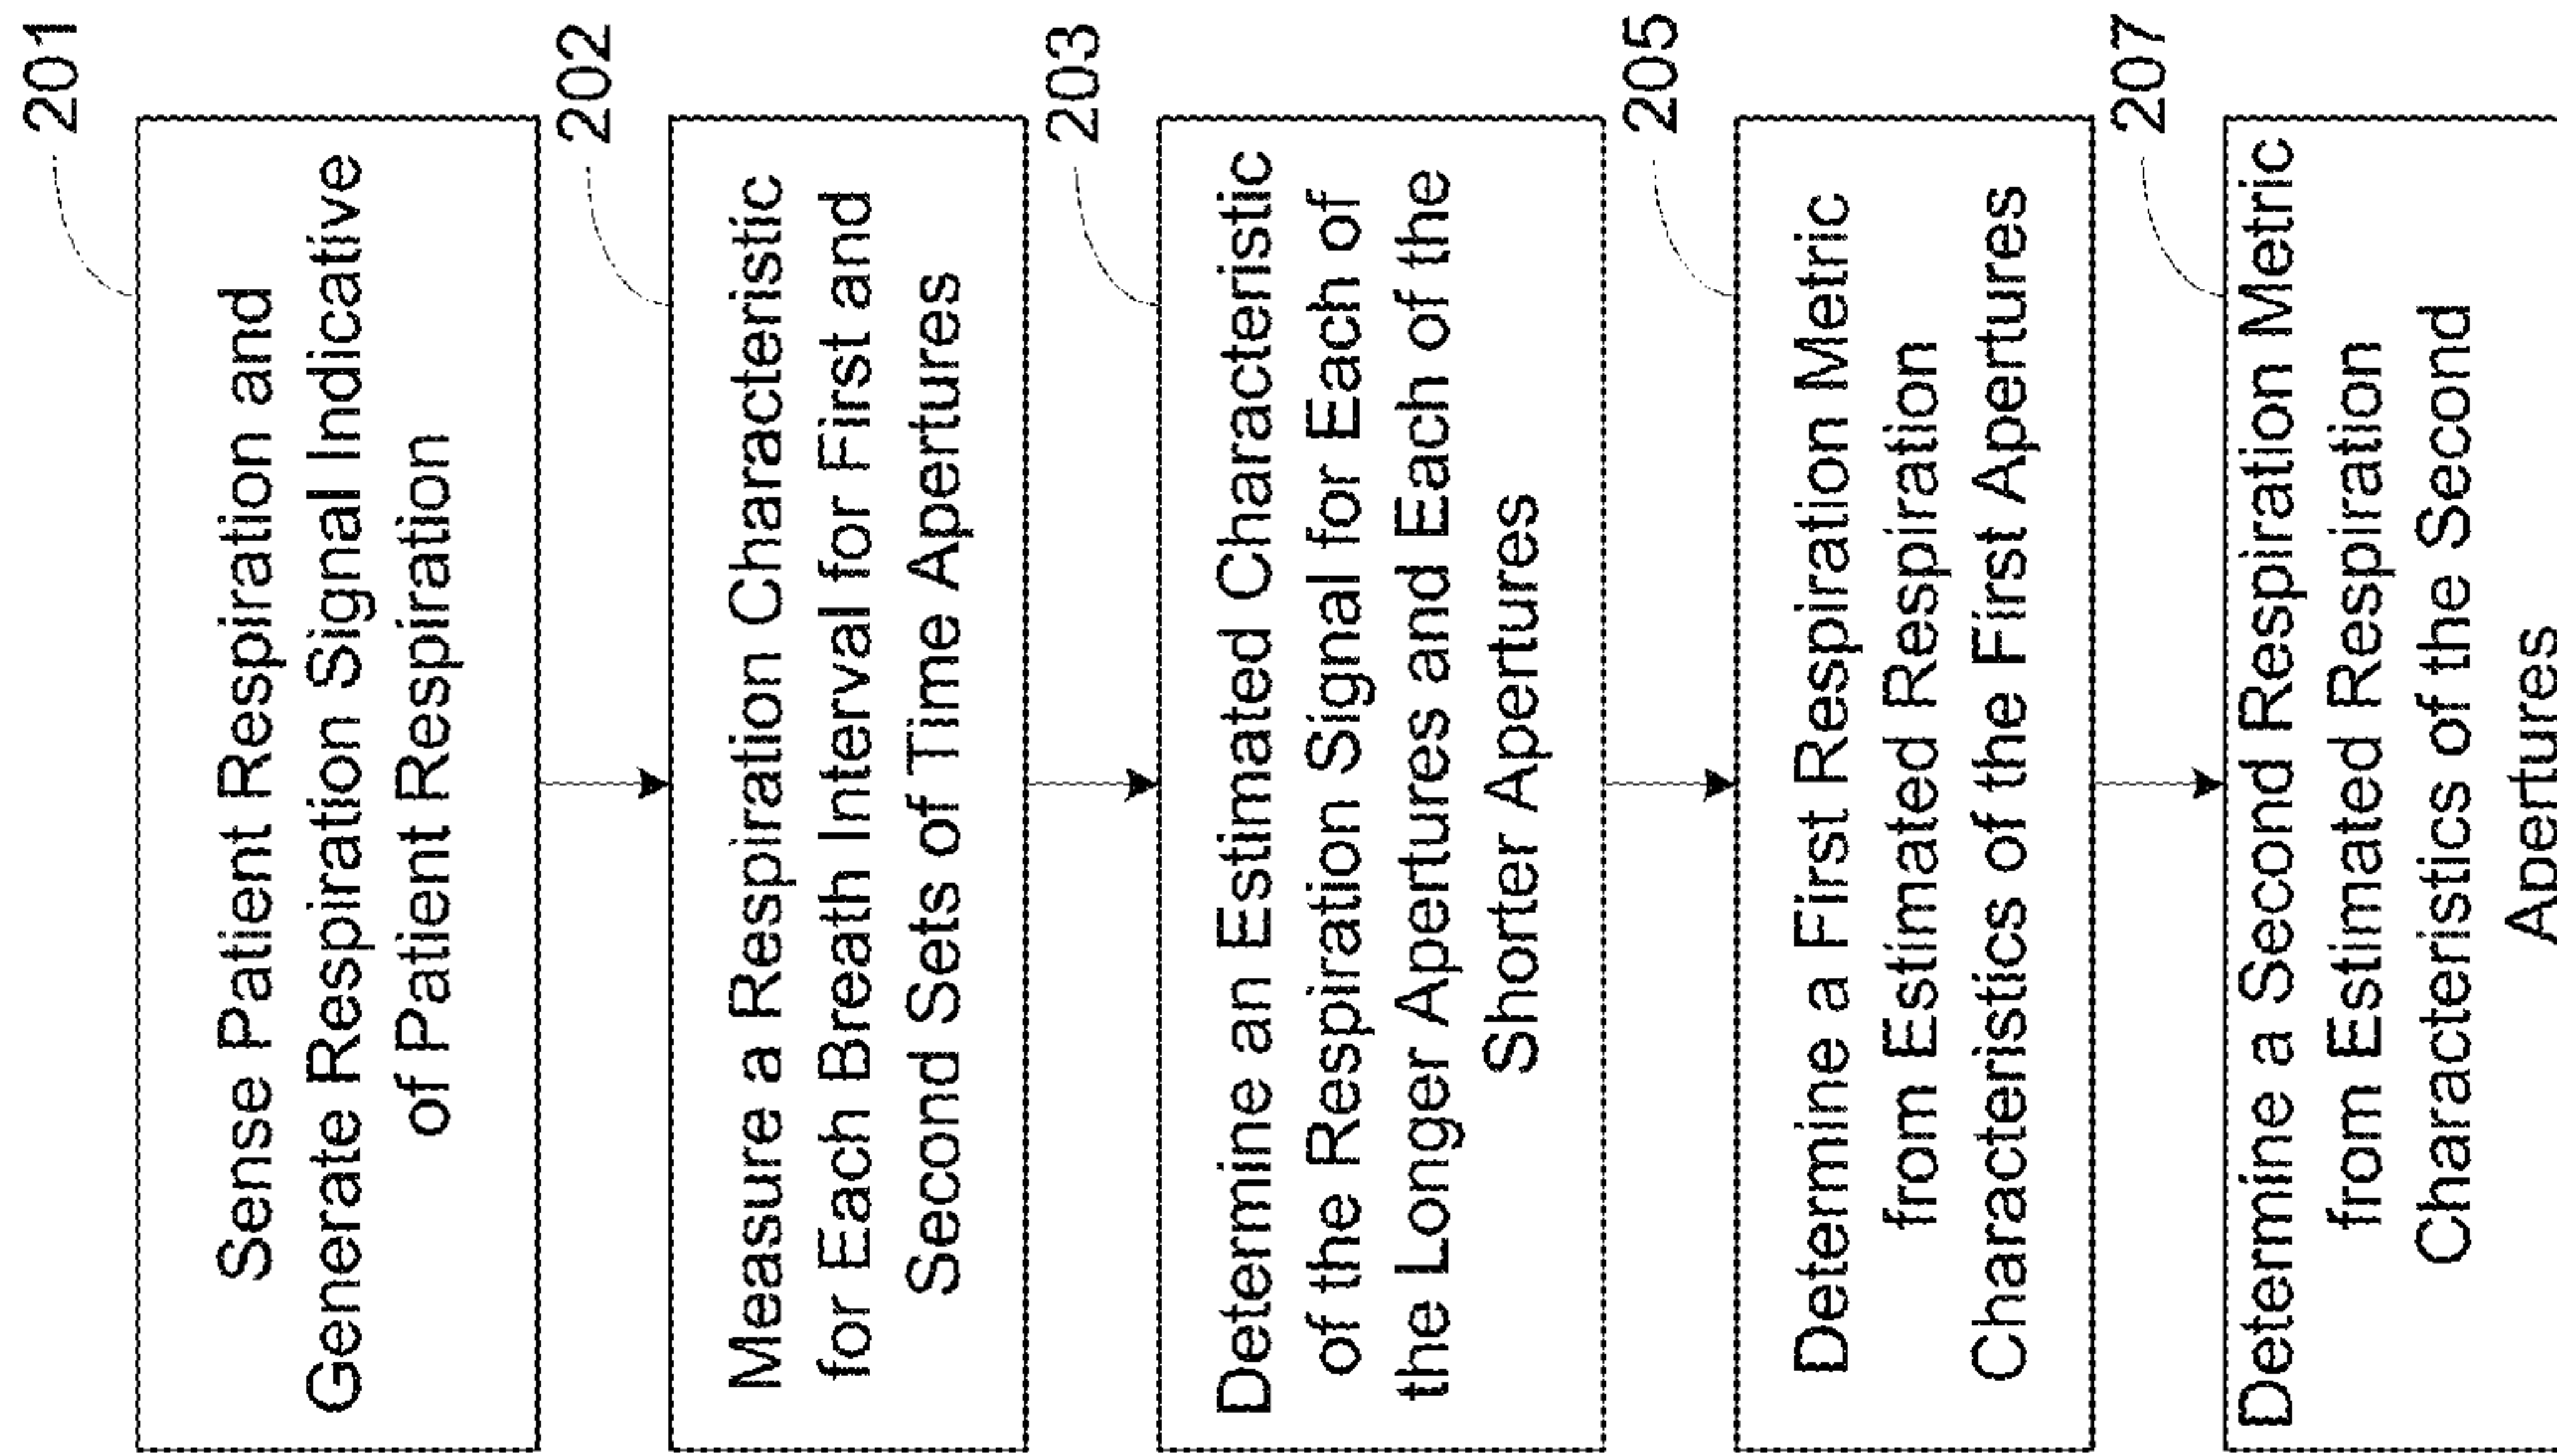 201
Sense Patient Respiration and
Generate Respiration Signal Indicative
of Patient Respiration
202
Measure a Respiration Characteristic
for Each Breath Interval for First and
Second Sets of Time Apertures
203
Determine an Estimated Characteristic
of the Respiration Signal for Each of
the Longer Apertures and Each of the
Shorter Apertures
205
Determine a First Respiration Metric
from Estimated Respiration
Characteristics of the First Apertures
207
Determine a Second Respiration Metric
from Estimated Respiration
Characteristics of the Second
Apertures